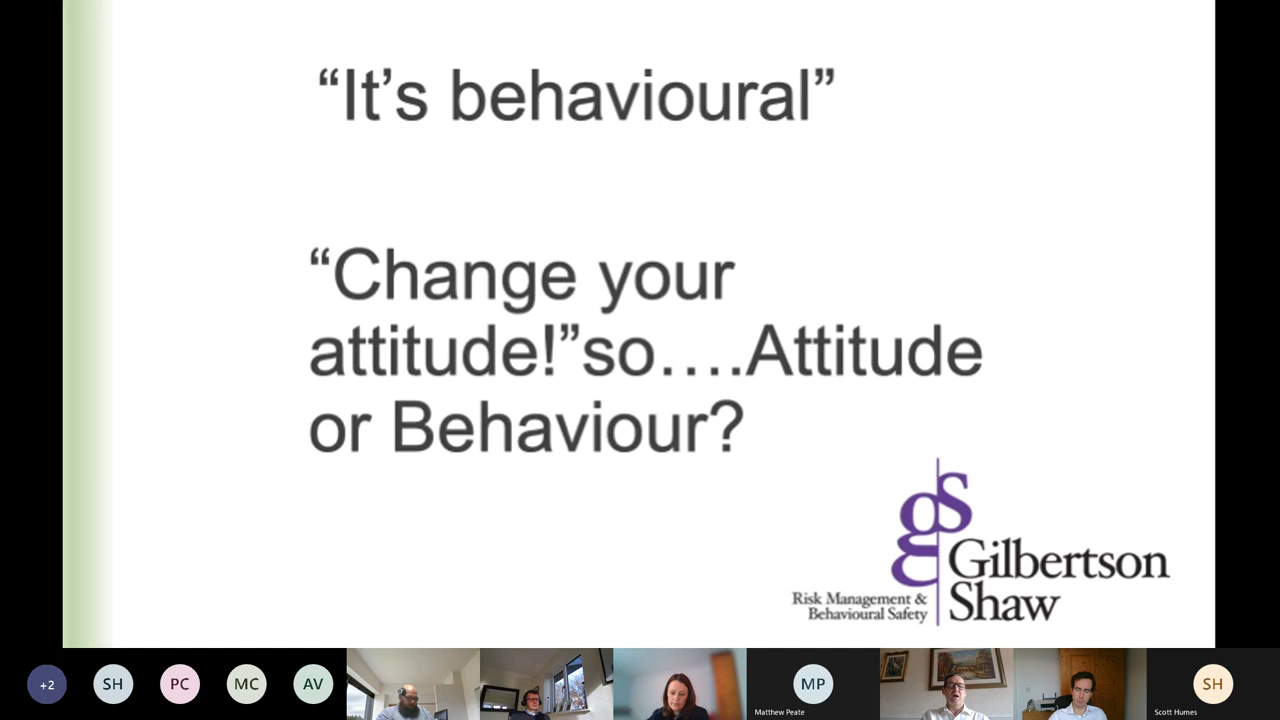 “It’s behavioural”
“Change your
attitude!”so….Attitude
or Behaviour?
gs
Gilbertson
Shaw
Risk Management &
Behavioural Safety
+2
SH
PC
MC
AV
MP
Matthew Peate
SH
Scott Humes